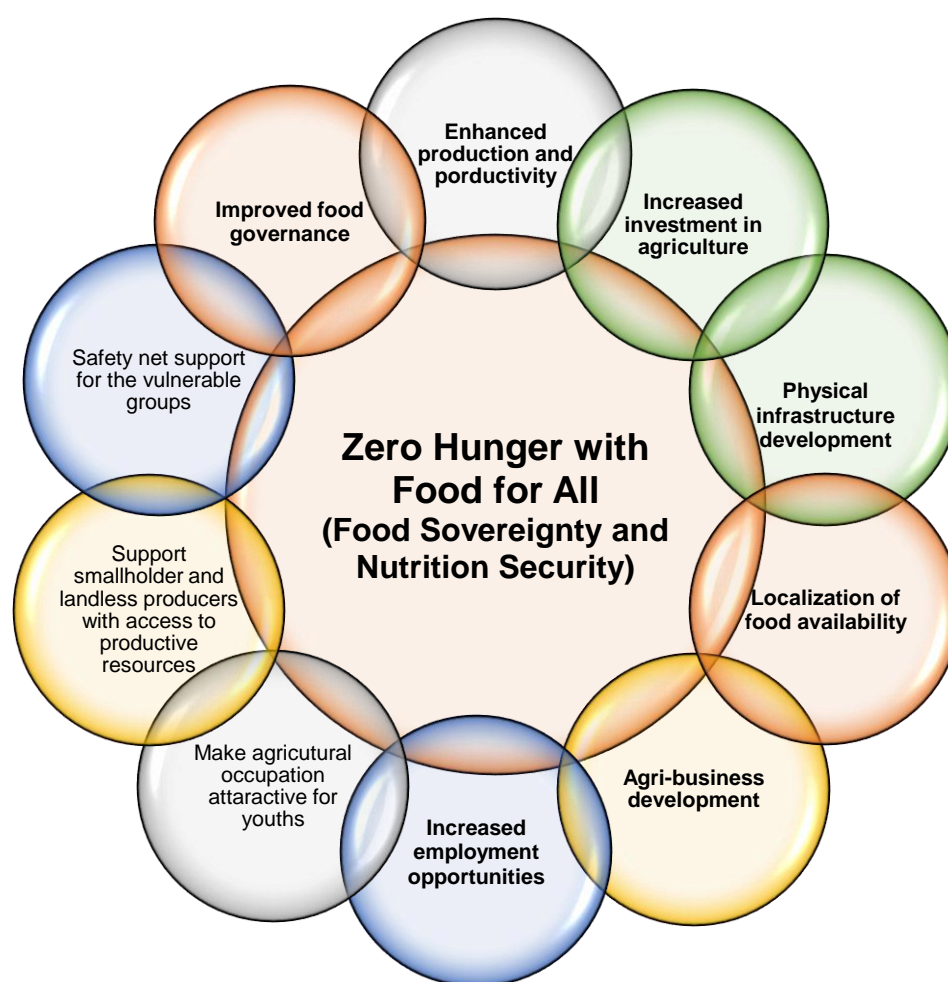 Enhanced
production and
porductivity
Increased
investment in
agriculture
Physical
infrastructure
development
Localization of
food availability
Agri-business
development
Increased
employment
opportunities
Make agricutural
occupation
attaractive for
youths
Support
smallholder and
landless producers
with access to
productive
resources
Safety net support
for the vulnerable
groups
Improved food
governance
Zero Hunger with
Food for All
(Food Sovereignty and
Nutrition Security)